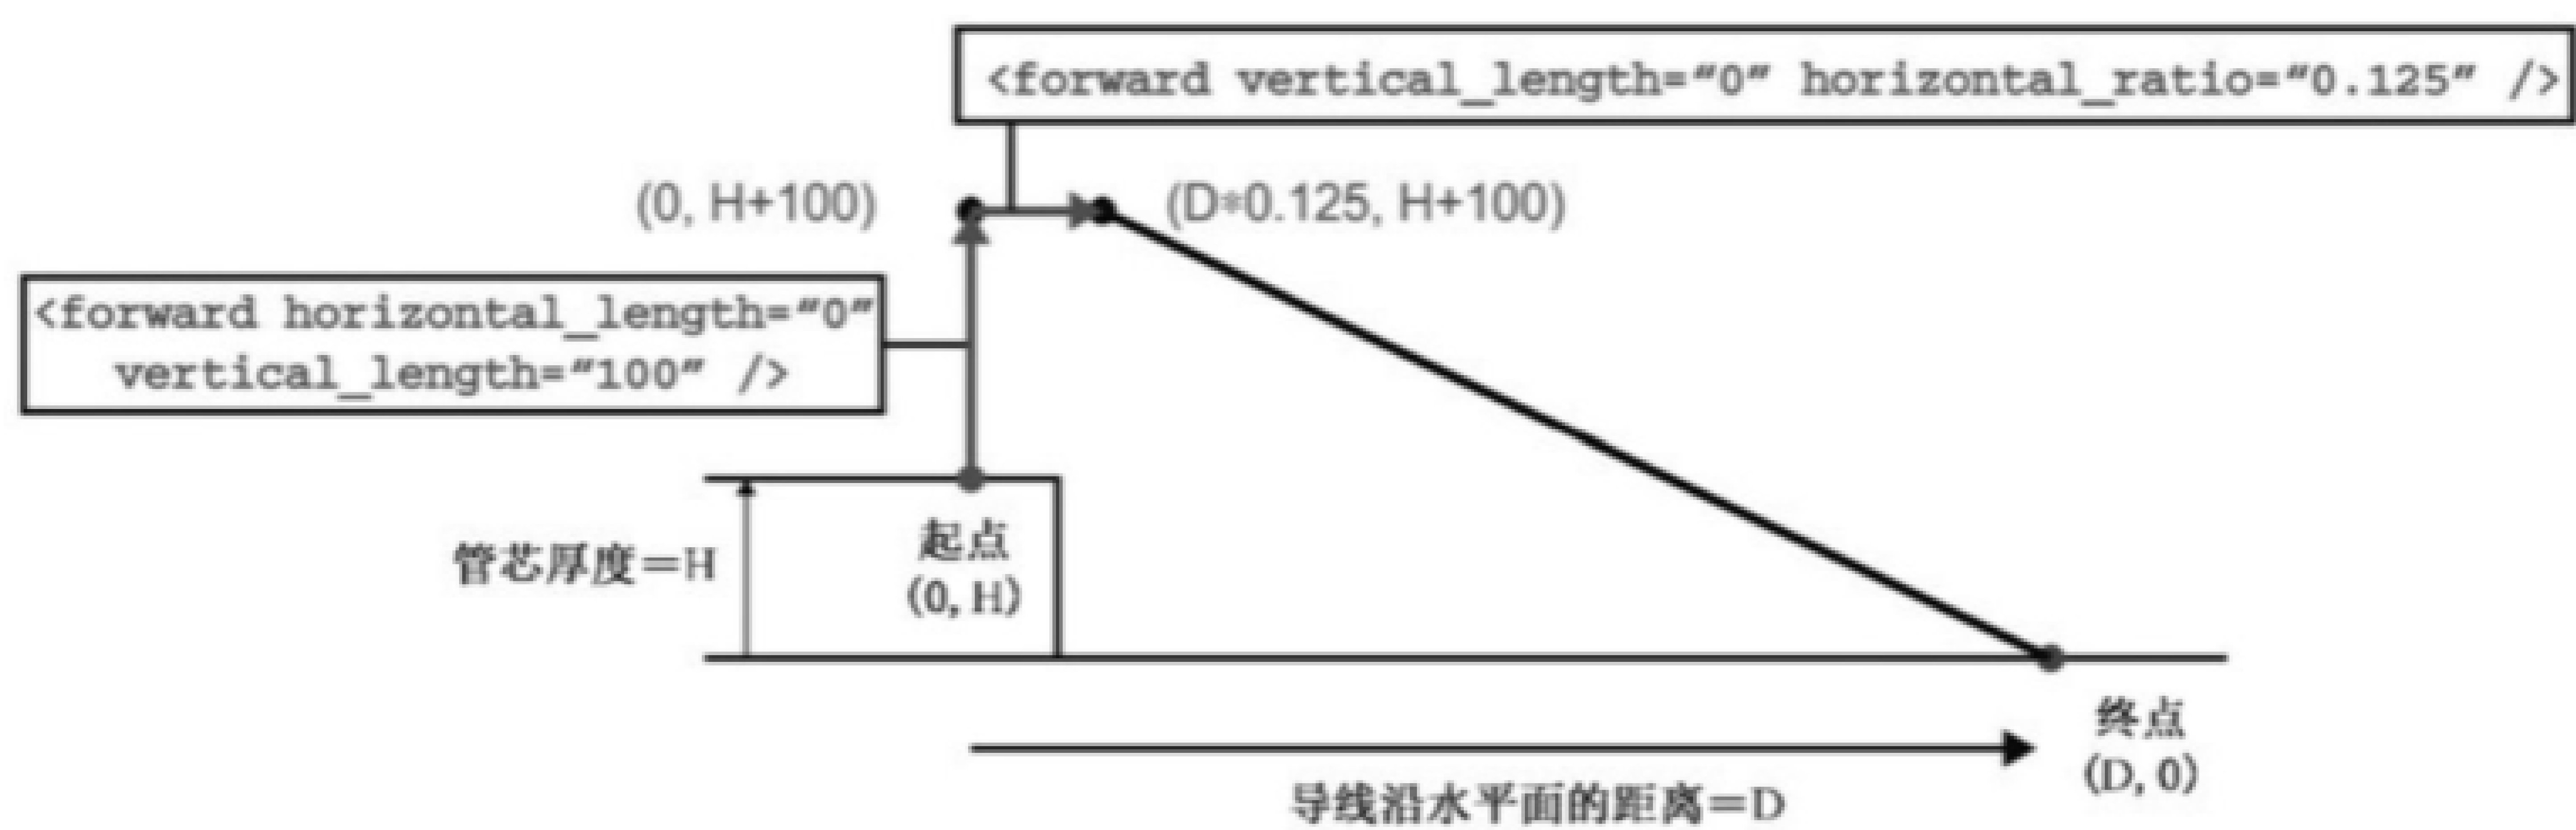 <forward vertical_length="0" horizontal_ratio="0.125" />
(0, H+100)
(D*0.125, H+100)
<forward horizontal_length="0"
vertical_length="100" />
起点
(0, H)
管芯厚度=H
终点
(D, 0)
导线沿水平面的距离=D